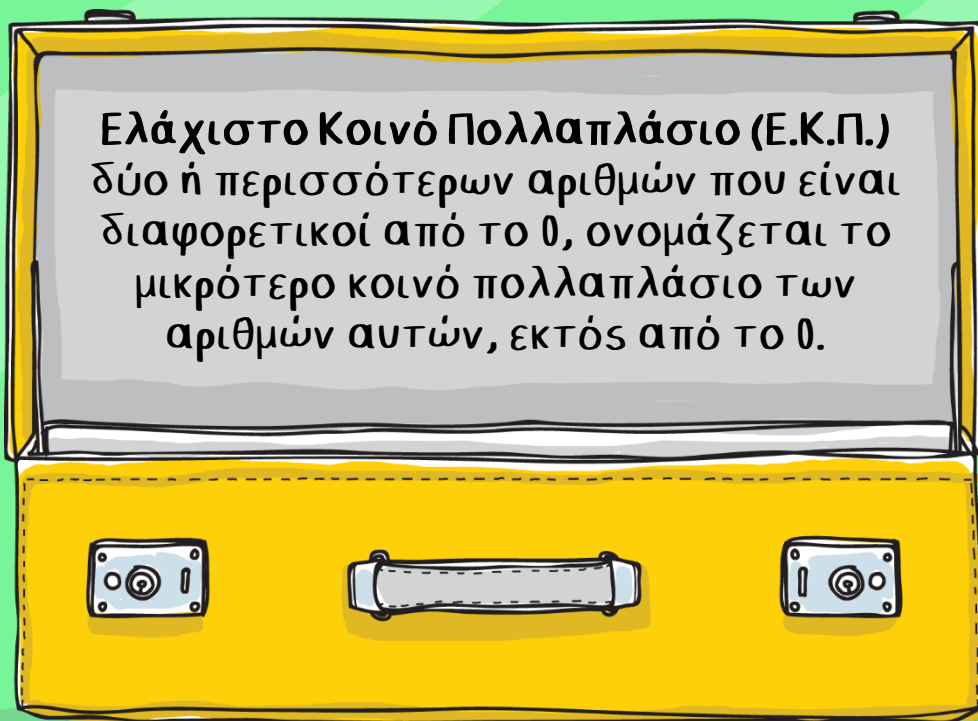 Ελάχιστο Κοινό Πολλαπλάσιο (Ε.Κ.Π.)
δύο ή περισσότερων αριθμών που είναι
διαφορετικοί από το 0, ονομάζεται το
μικρότερο κοινό πολλαπλάσιο των
αριθμών αυτών, εκτός από το 0.